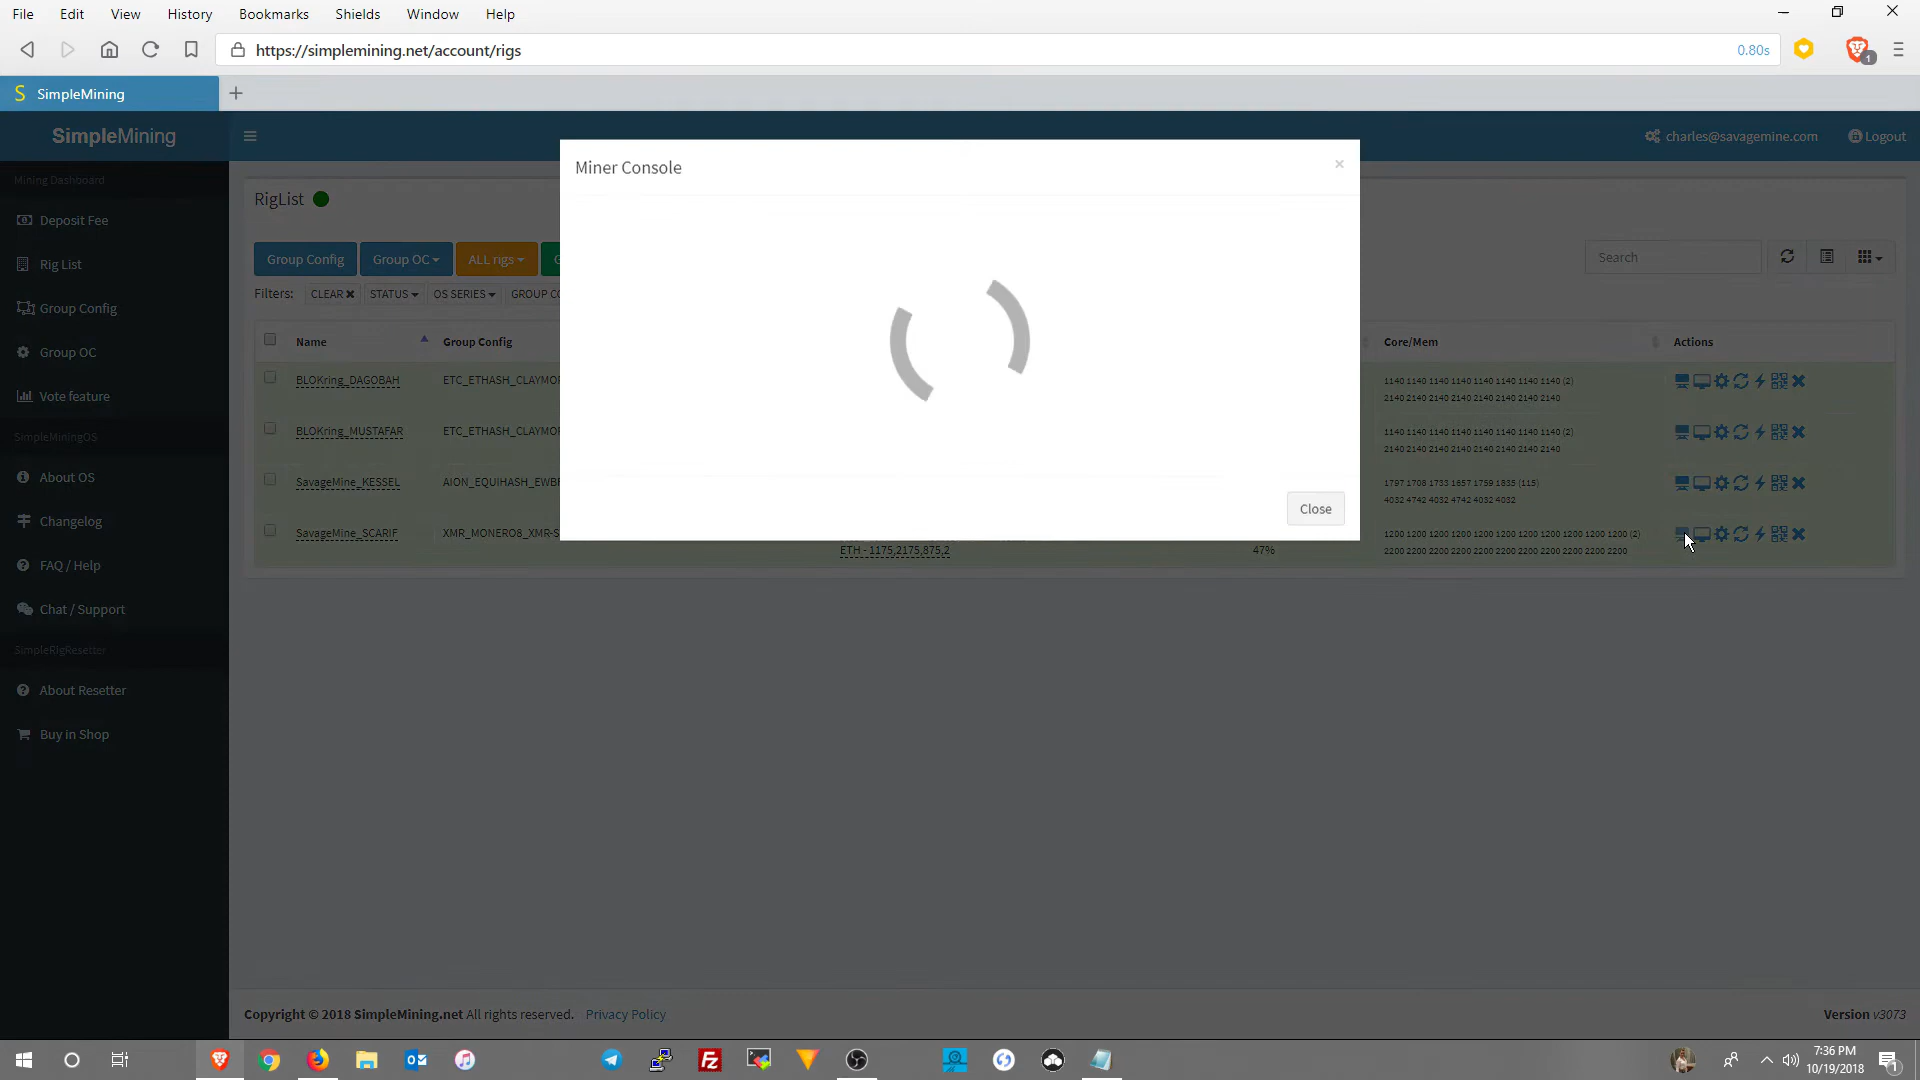 File Edit View History Bookmarks Shields Window Help
https://simplemining.net/account/rigs 0.80s 1
S SimpleMining
SimpleMining charles@savagemine.com Logout
Mining Dashboard
Deposit Fee
Rig List
Group Config
Group OC
Vote feature
SimpleMiningOS
About OS
Changelog
FAQ / Help
Chat / Support
SimpleRigResetter
About Resetter
Buy in Shop
RigList
Group Config Group OC ALL rigs Search
Filters: CLEAR STATUS OS SERIES
Name Group Config Core/Mem Actions
BLOKring_DAGOBAH 1140 1140 1140 1140 1140 1140 1140 1140 (2)
2140 2140 2140 2140 2140 2140 2140 2140
BLOKring_MUSTAFAR 1140 1140 1140 1140 1140 1140 1140 1140 (2)
2140 2140 2140 2140 2140 2140 2140 2140
SavageMine_KESSEL 1797 1708 1733 1657 1759 1835 (115)
4032 4742 4032 4742 4032 4032
SavageMine_SCARIF 1200 1200 1200 1200 1200 1200 1200 1200 1200 1200 1200 (2)
ETH - 1175,2175,875,2 47% 2200 2200 2200 2200 2200 2200 2200 2200 2200 2200 2200
Miner Console ×
Close
Copyright © 2018 SimpleMining.net All rights reserved. Privacy Policy Version v3073
7:36 PM
10/19/2018
1